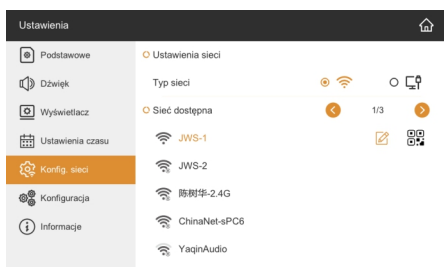 Ustawienia
Podstawowe
Dźwięk
Wyświetlacz
Ustawienia czasu
Konfig. sieci
Konfiguracja
Informacje
Ustawienia sieci
Typ sieci
Sieć dostępna
1/3
JWS-1
JWS-2
陈树华-2.4G
ChinaNet-sPC6
YaqinAudio